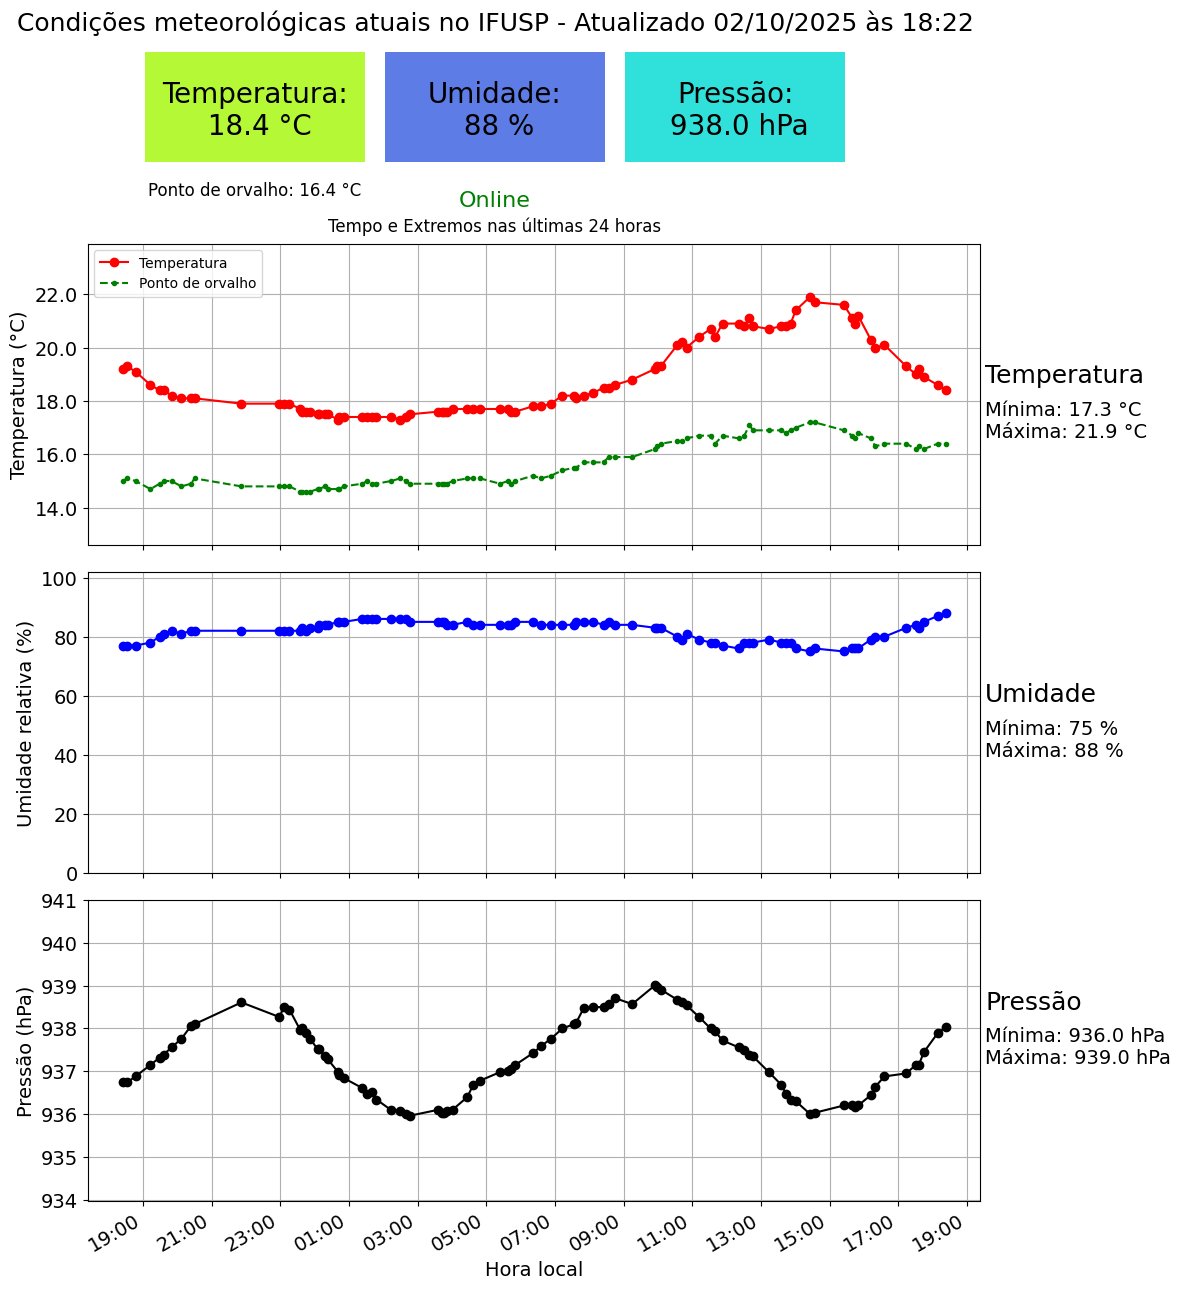 Condições meteorológicas atuais no IFUSP - Atualizado 02/10/2025 às 18:22
Temperatura:
18.4 °C
Umidade:
88 %
Pressão:
938.0 hPa
Ponto de orvalho: 16.4 °C
Online
Tempo e Extremos nas últimas 24 horas
Temperatura
Ponto de orvalho
Temperatura (°C)
22.0
20.0
18.0
16.0
14.0
Temperatura
Mínima: 17.3 °C
Máxima: 21.9 °C
Umidade relativa (%)
100
80
60
40
20
0
Umidade
Mínima: 75 %
Máxima: 88 %
Pressão (hPa)
941
940
939
938
937
936
935
934
Pressão
Mínima: 936.0 hPa
Máxima: 939.0 hPa
19:00
21:00
23:00
01:00
03:00
05:00
07:00
09:00
11:00
13:00
15:00
17:00
19:00
Hora local